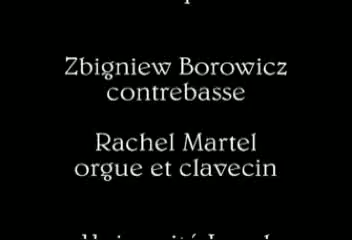 Zbigniew Borowicz
contrebasse
Rachel Martel
orgue et clavecin